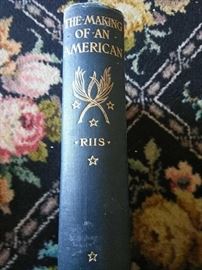 THE·MAKING
·OF·AN·
AMERICAN
·RIIS·